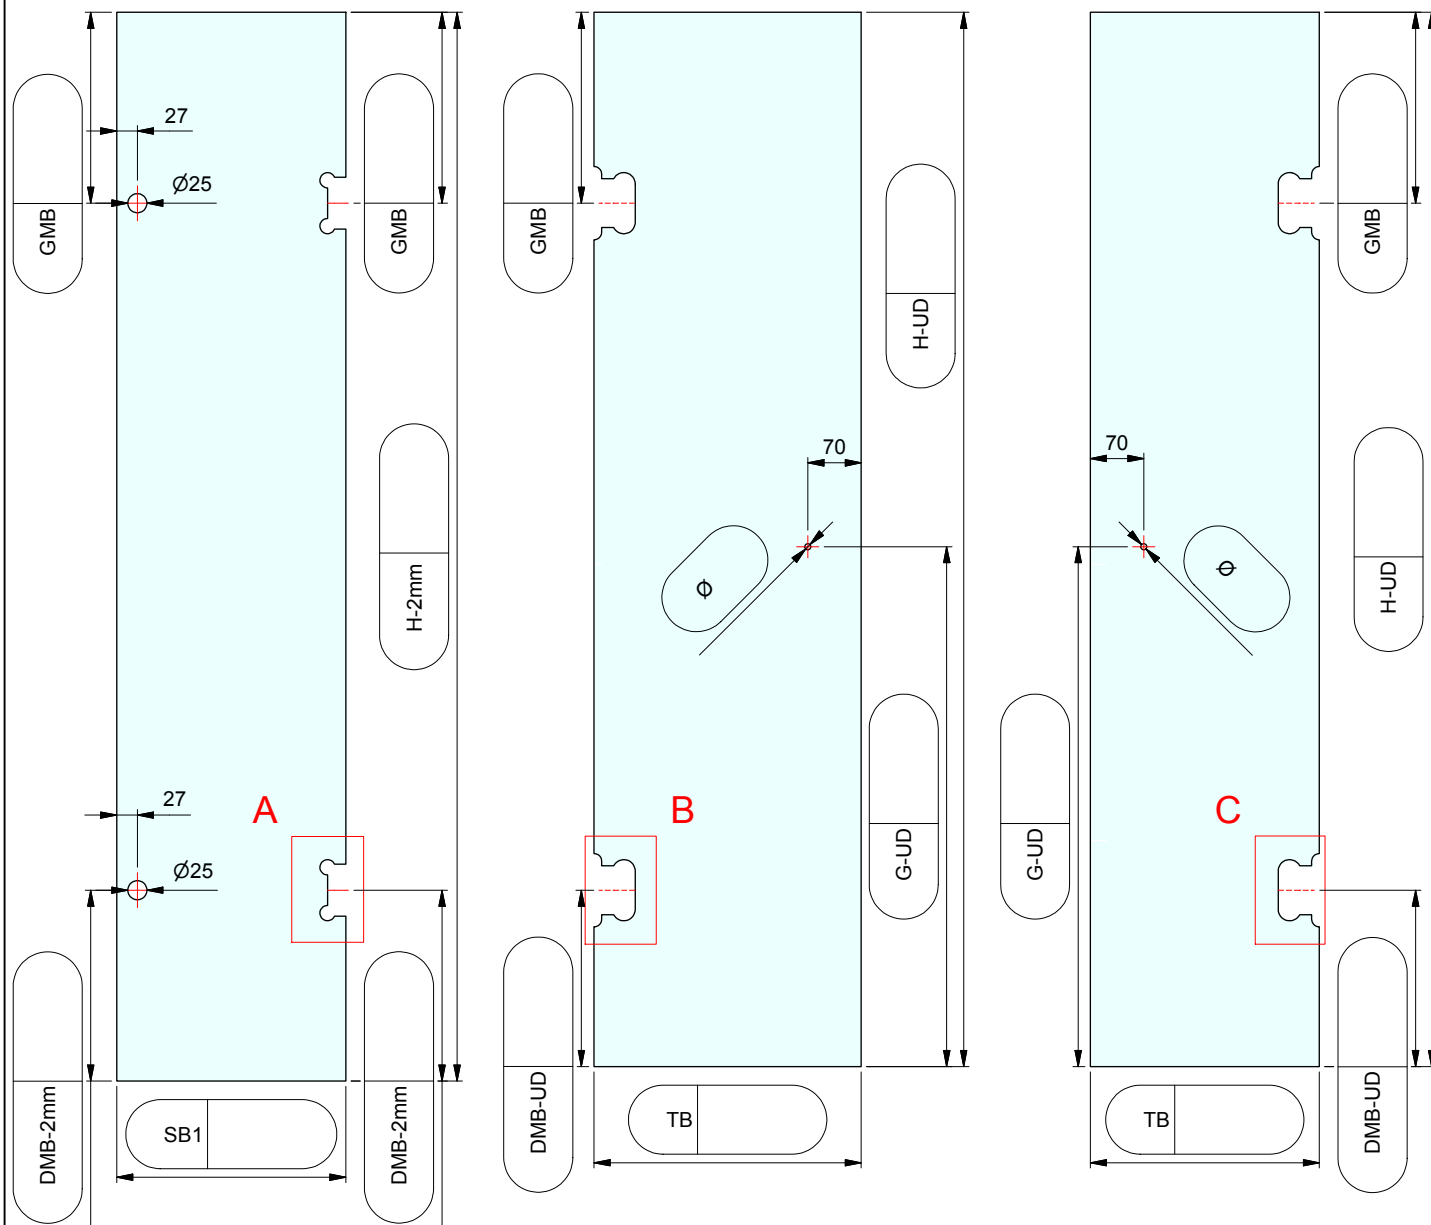 27
Ø25
GMB
GMB
H-2mm
27
A
Ø25
DMB-2mm
SB1
DMB-2mm
GMB
H-UD
70
Ø
B
G-UD
DMB-UD
TB
GMB
70
Ø
H-UD
G-UD
C
TB
DMB-UD